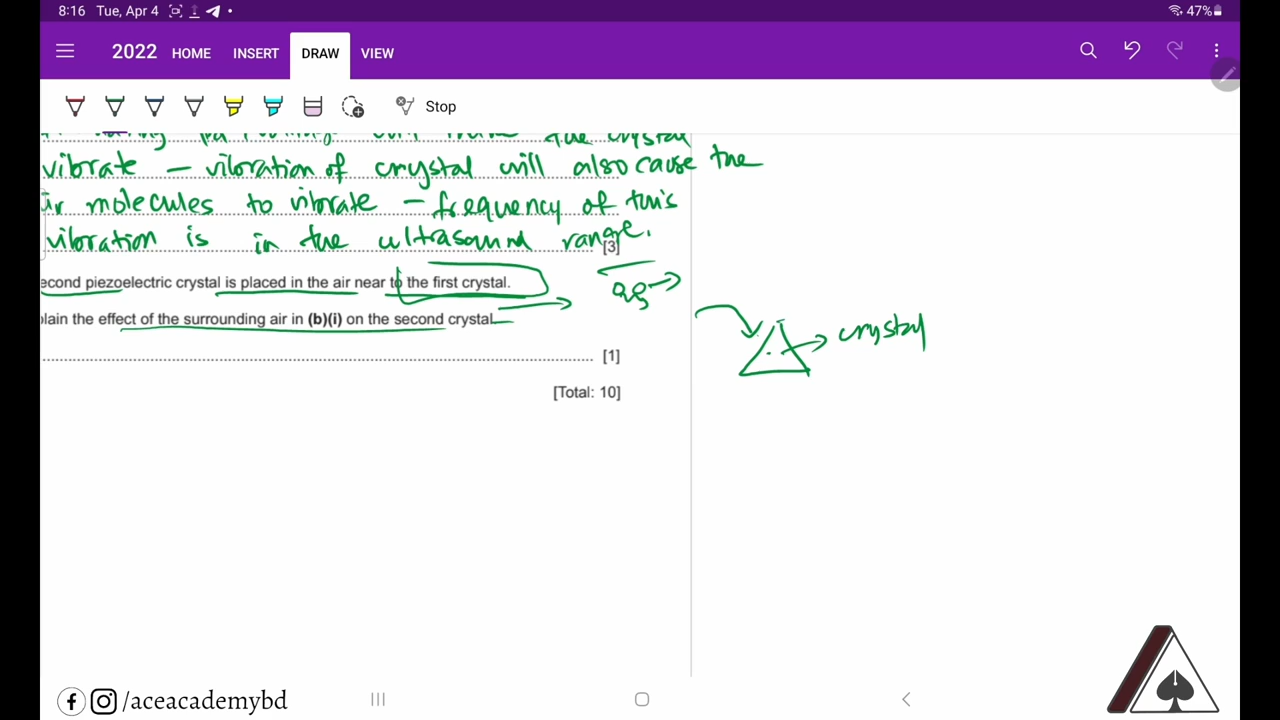 8:16 Tue, Apr 4 47%
2022 HOME INSERT DRAW VIEW
Stop
the crystal
vibrate — vibration of crystal will also cause the
molecules to vibrate — frequency of this
vibration is in the ultrasound range.
[3]
econd piezoelectric crystal is placed in the air near to the first crystal.
lain the effect of the surrounding air in (b)(i) on the second crystal.
crystal
[1]
[Total: 10]
/aceacademybd